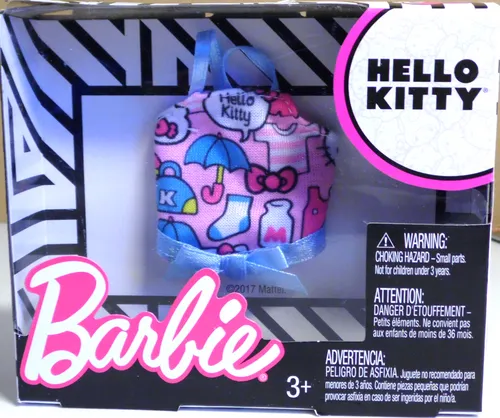 HELLO
KITTY®
Hello
Kitty
K
M
©2017 Mattel
Barbie®
3+
WARNING:
CHOKING HAZARD – Small parts.
Not for children under 3 years.
ATTENTION:
DANGER D'ÉTOUFFEMENT –
Petits éléments. Ne convient pas
aux enfants de moins de 36 mois.
ADVERTENCIA:
PELIGRO DE ASFIXIA. Juguete no recomendado para
menores de 3 años. Contiene piezas pequeñas que podrían
provocar asfixia en caso de ser ingeridas por el niño/a.